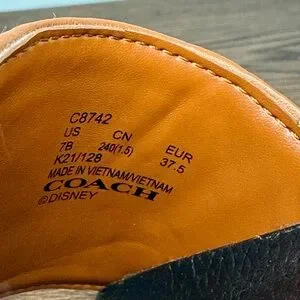 C8742
US CN EUR
7B 240(1.5) 37.5
K21/128
MADE IN VIETNAM/VIETNAM
COACH
©DISNEY